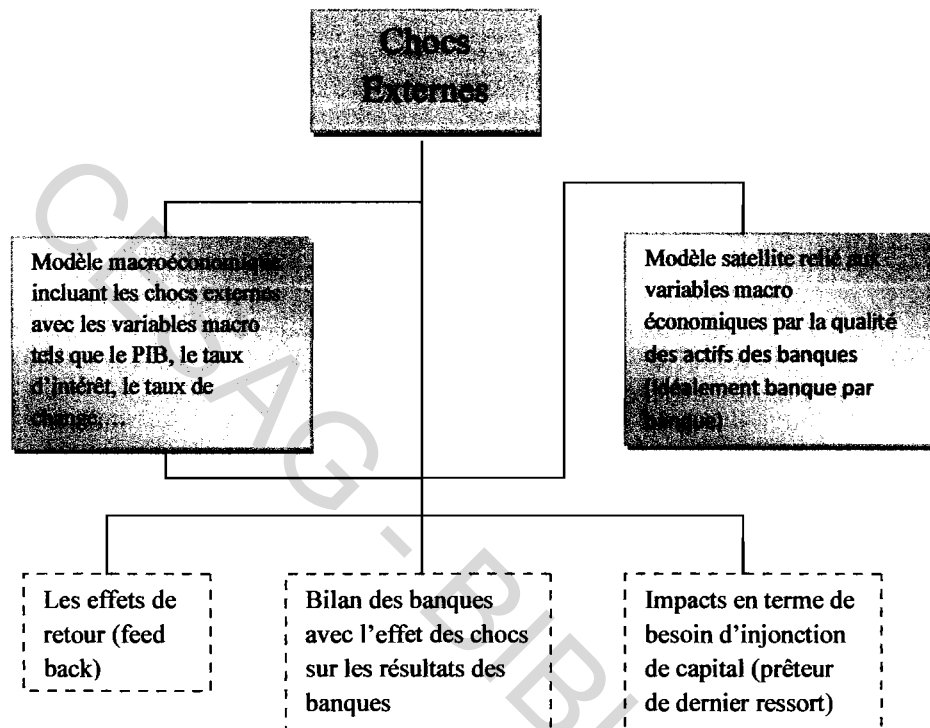 Chocs
Externes
Modèle macroéconomique
incluant les chocs externes
avec les variables macro
tels que le PIB, le taux
d'intérêt, le taux de
change,…
Modèle satellite relié aux
variables macro
économiques par la qualité
des actifs des banques
(idéalement banque par
banque)
Les effets de
retour (feed
back)
Bilan des banques
avec l'effet des chocs
sur les résultats des
banques
Impacts en terme de
besoin d'injonction
de capital (prêteur
de dernier ressort)
CESAG - BIBL